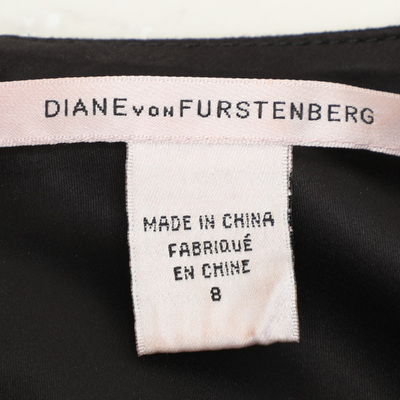 DIANE VON FURSTENBERG
MADE IN CHINA
FABRIQUÉ
EN CHINE
8